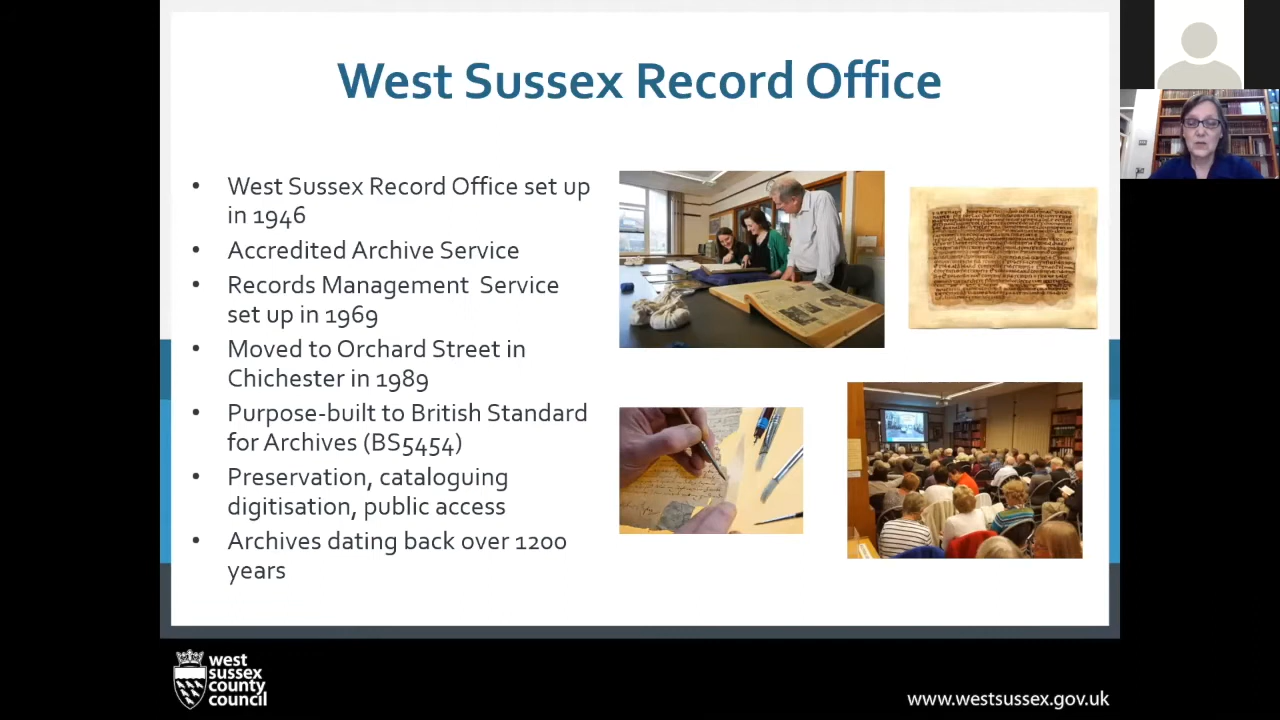 West Sussex Record Office
West Sussex Record Office set up
in 1946
Accredited Archive Service
Records Management Service
set up in 1969
Moved to Orchard Street in
Chichester in 1989
Purpose-built to British Standard
for Archives (BS5454)
Preservation, cataloguing
digitisation, public access
Archives dating back over 1200
years
west
sussex
county
council
www.westsussex.gov.uk